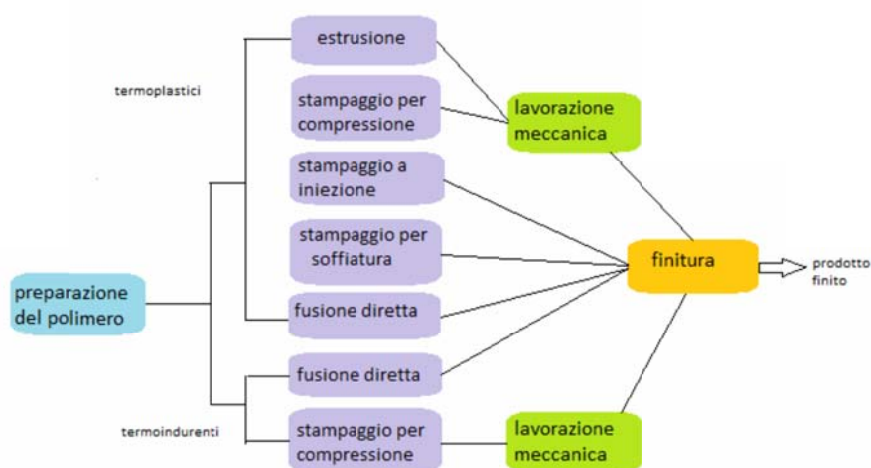 estrusione
termoplastici
stampaggio per
compressione
lavorazione
meccanica
stampaggio a
iniezione
stampaggio per
soffiatura
finitura
prodotto
finito
preparazione
del polimero
fusione diretta
fusione diretta
termoindurenti
stampaggio per
compressione
lavorazione
meccanica